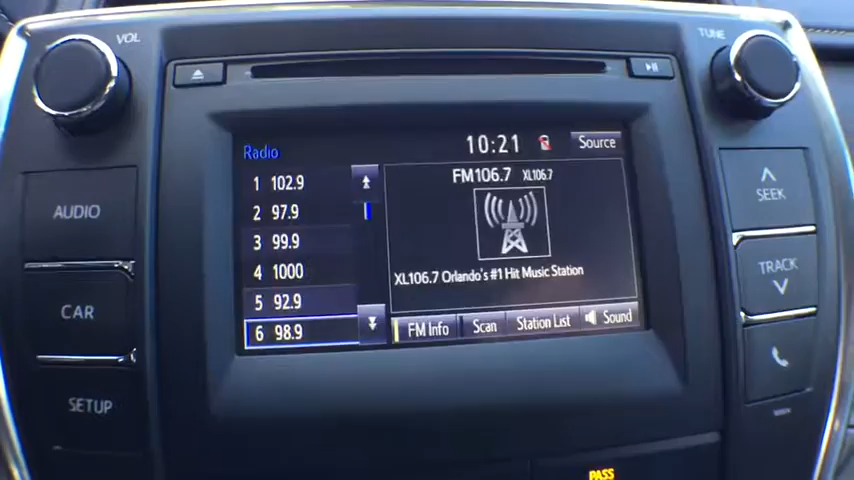 VOL
TUNE
Radio
10:21
Source
1 102.9
2 97.9
3 99.9
4 1000
5 92.9
6 98.9
FM106.7 XL106.7
XL106.7 Orlando's #1 Hit Music Station
FM Info
Scan
Station List
Sound
AUDIO
CAR
SETUP
SEEK
TRACK
PASS